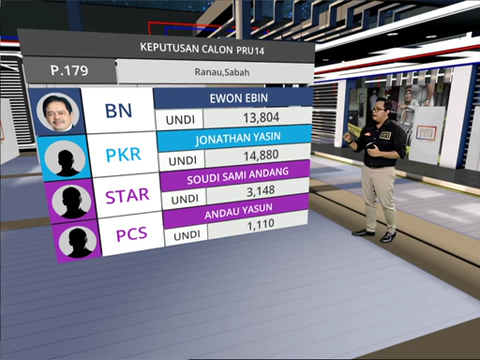 KEPUTUSAN CALON PRU14
P.179
Ranau,Sabah
BN
EWON EBIN
UNDI 13,804
PKR
JONATHAN YASIN
UNDI 14,880
STAR
SOUDI SAMI ANDANG
UNDI 3,148
PCS
ANDAU YASUN
UNDI 1,110